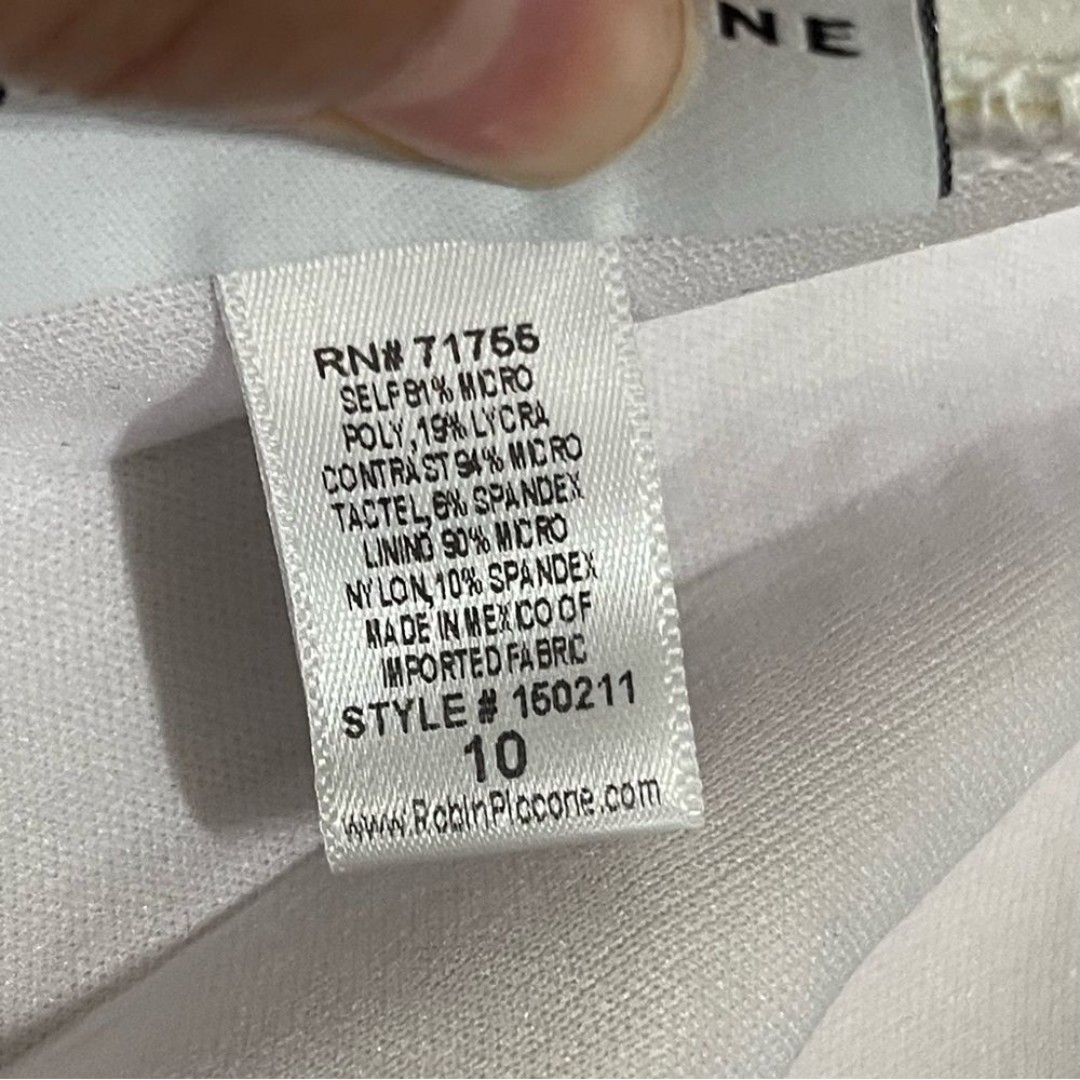 NE
RN# 71755
SELF 81% MICRO
POLY, 19% LYCRA
CONTRAST 94% MICRO
TACTEL, 6% SPANDEX
LINING 90% MICRO
NYLON, 10% SPANDEX
MADE IN MEXICO OF
IMPORTED FABRIC
STYLE # 150211
10
www.RobinPiccone.com